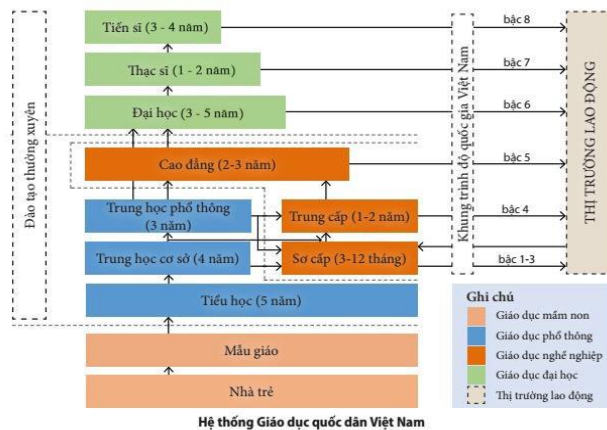 Tiến sĩ (3 - 4 năm)
bậc 8
Thạc sĩ (1 - 2 năm)
bậc 7
Đại học (3 - 5 năm)
bậc 6
Cao đẳng (2-3 năm)
bậc 5
Trung học phổ thông
(3 năm)
Trung cấp (1-2 năm)
bậc 4
Trung học cơ sở (4 năm)
Sơ cấp (3-12 tháng)
bậc 1-3
Tiểu học (5 năm)
Mẫu giáo
Nhà trẻ
Đào tạo thường xuyên
Khung trình độ quốc gia Việt Nam
THỊ TRƯỜNG LAO ĐỘNG
Ghi chú
Giáo dục mầm non
Giáo dục phổ thông
Giáo dục nghề nghiệp
Giáo dục đại học
Thị trường lao động
Hệ thống Giáo dục quốc dân Việt Nam